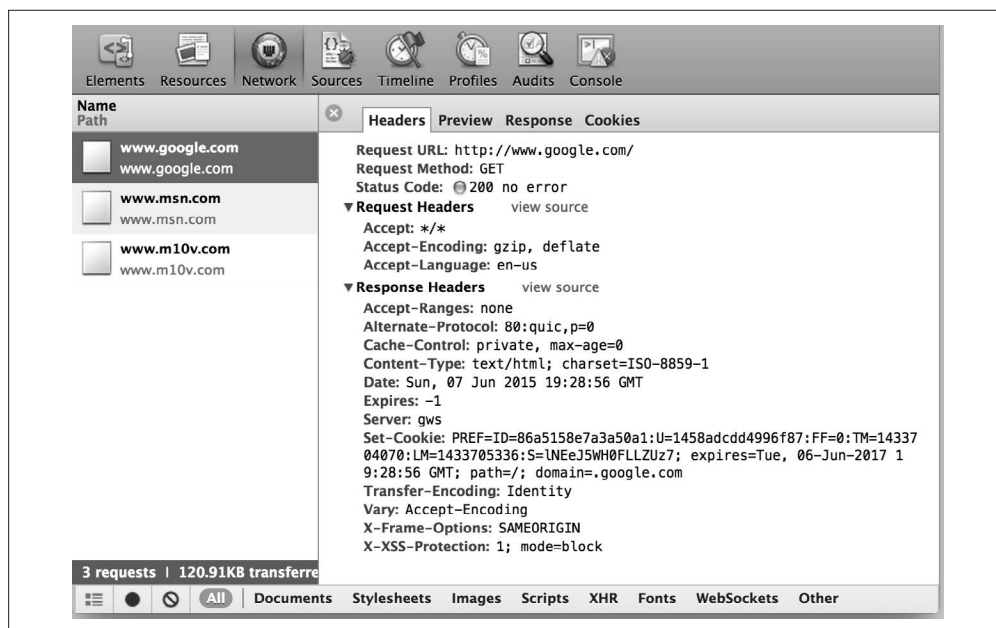 Elements Resources Network Sources Timeline Profiles Audits Console
Name
Path
www.google.com
www.google.com
www.msn.com
www.msn.com
www.m10v.com
www.m10v.com
3 requests | 120.91KB transferre
Headers Preview Response Cookies
Request URL: http://www.google.com/
Request Method: GET
Status Code: 200 no error
Request Headers view source
Accept: */*
Accept-Encoding: gzip, deflate
Accept-Language: en-us
Response Headers view source
Accept-Ranges: none
Alternate-Protocol: 80:quic,p=0
Cache-Control: private, max-age=0
Content-Type: text/html; charset=ISO-8859-1
Date: Sun, 07 Jun 2015 19:28:56 GMT
Expires: -1
Server: gws
Set-Cookie: PREF=ID=86a5158e7a3a50a1:U=1458adcdd4996f87:FF=0:TM=14337
04070:LM=1433705336:S=lNEeJ5WH0FLLZUz7; expires=Tue, 06-Jun-2017 1
9:28:56 GMT; path=/; domain=.google.com
Transfer-Encoding: Identity
Vary: Accept-Encoding
X-Frame-Options: SAMEORIGIN
X-XSS-Protection: 1; mode=block
All Documents Stylesheets Images Scripts XHR Fonts WebSockets Other